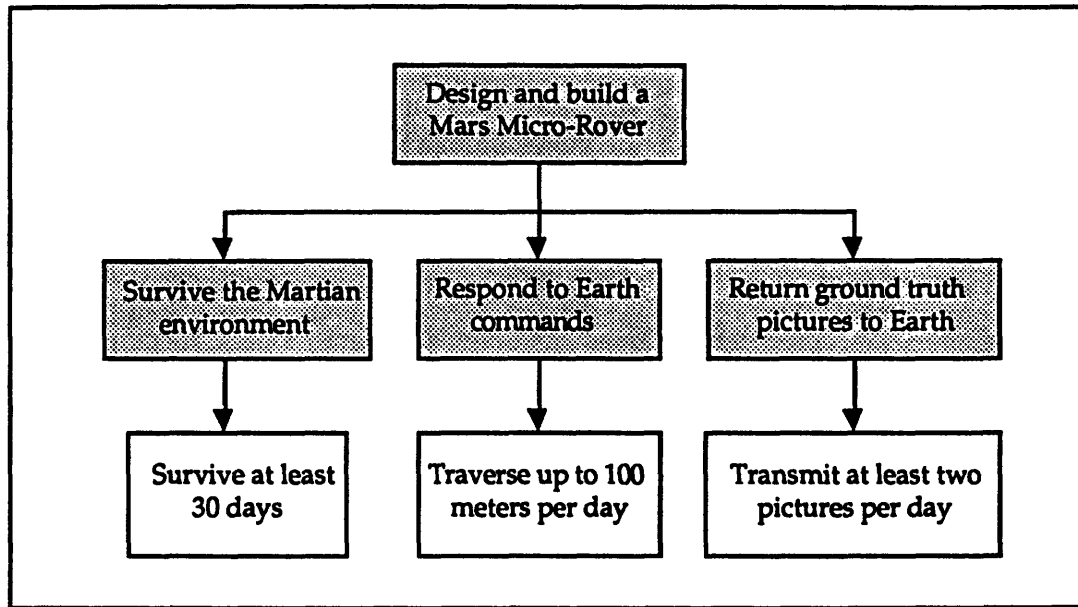 Design and build a
Mars Micro-Rover
Survive the Martian
environment
Respond to Earth
commands
Return ground truth
pictures to Earth
Survive at least
30 days
Traverse up to 100
meters per day
Transmit at least two
pictures per day